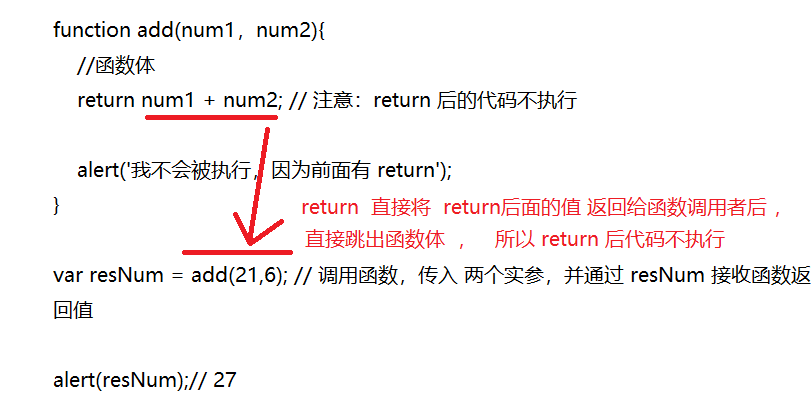 function add(num1，num2){
//函数体
return num1 + num2; // 注意：return 后的代码不执行
alert('我不会被执行，因为前面有 return');
}
return 直接将 return后面的值 返回给函数调用者后 ，
直接跳出函数体 ， 所以 return 后代码不执行
var resNum = add(21,6); // 调用函数，传入 两个实参，并通过 resNum 接收函数返
回值
alert(resNum);// 27